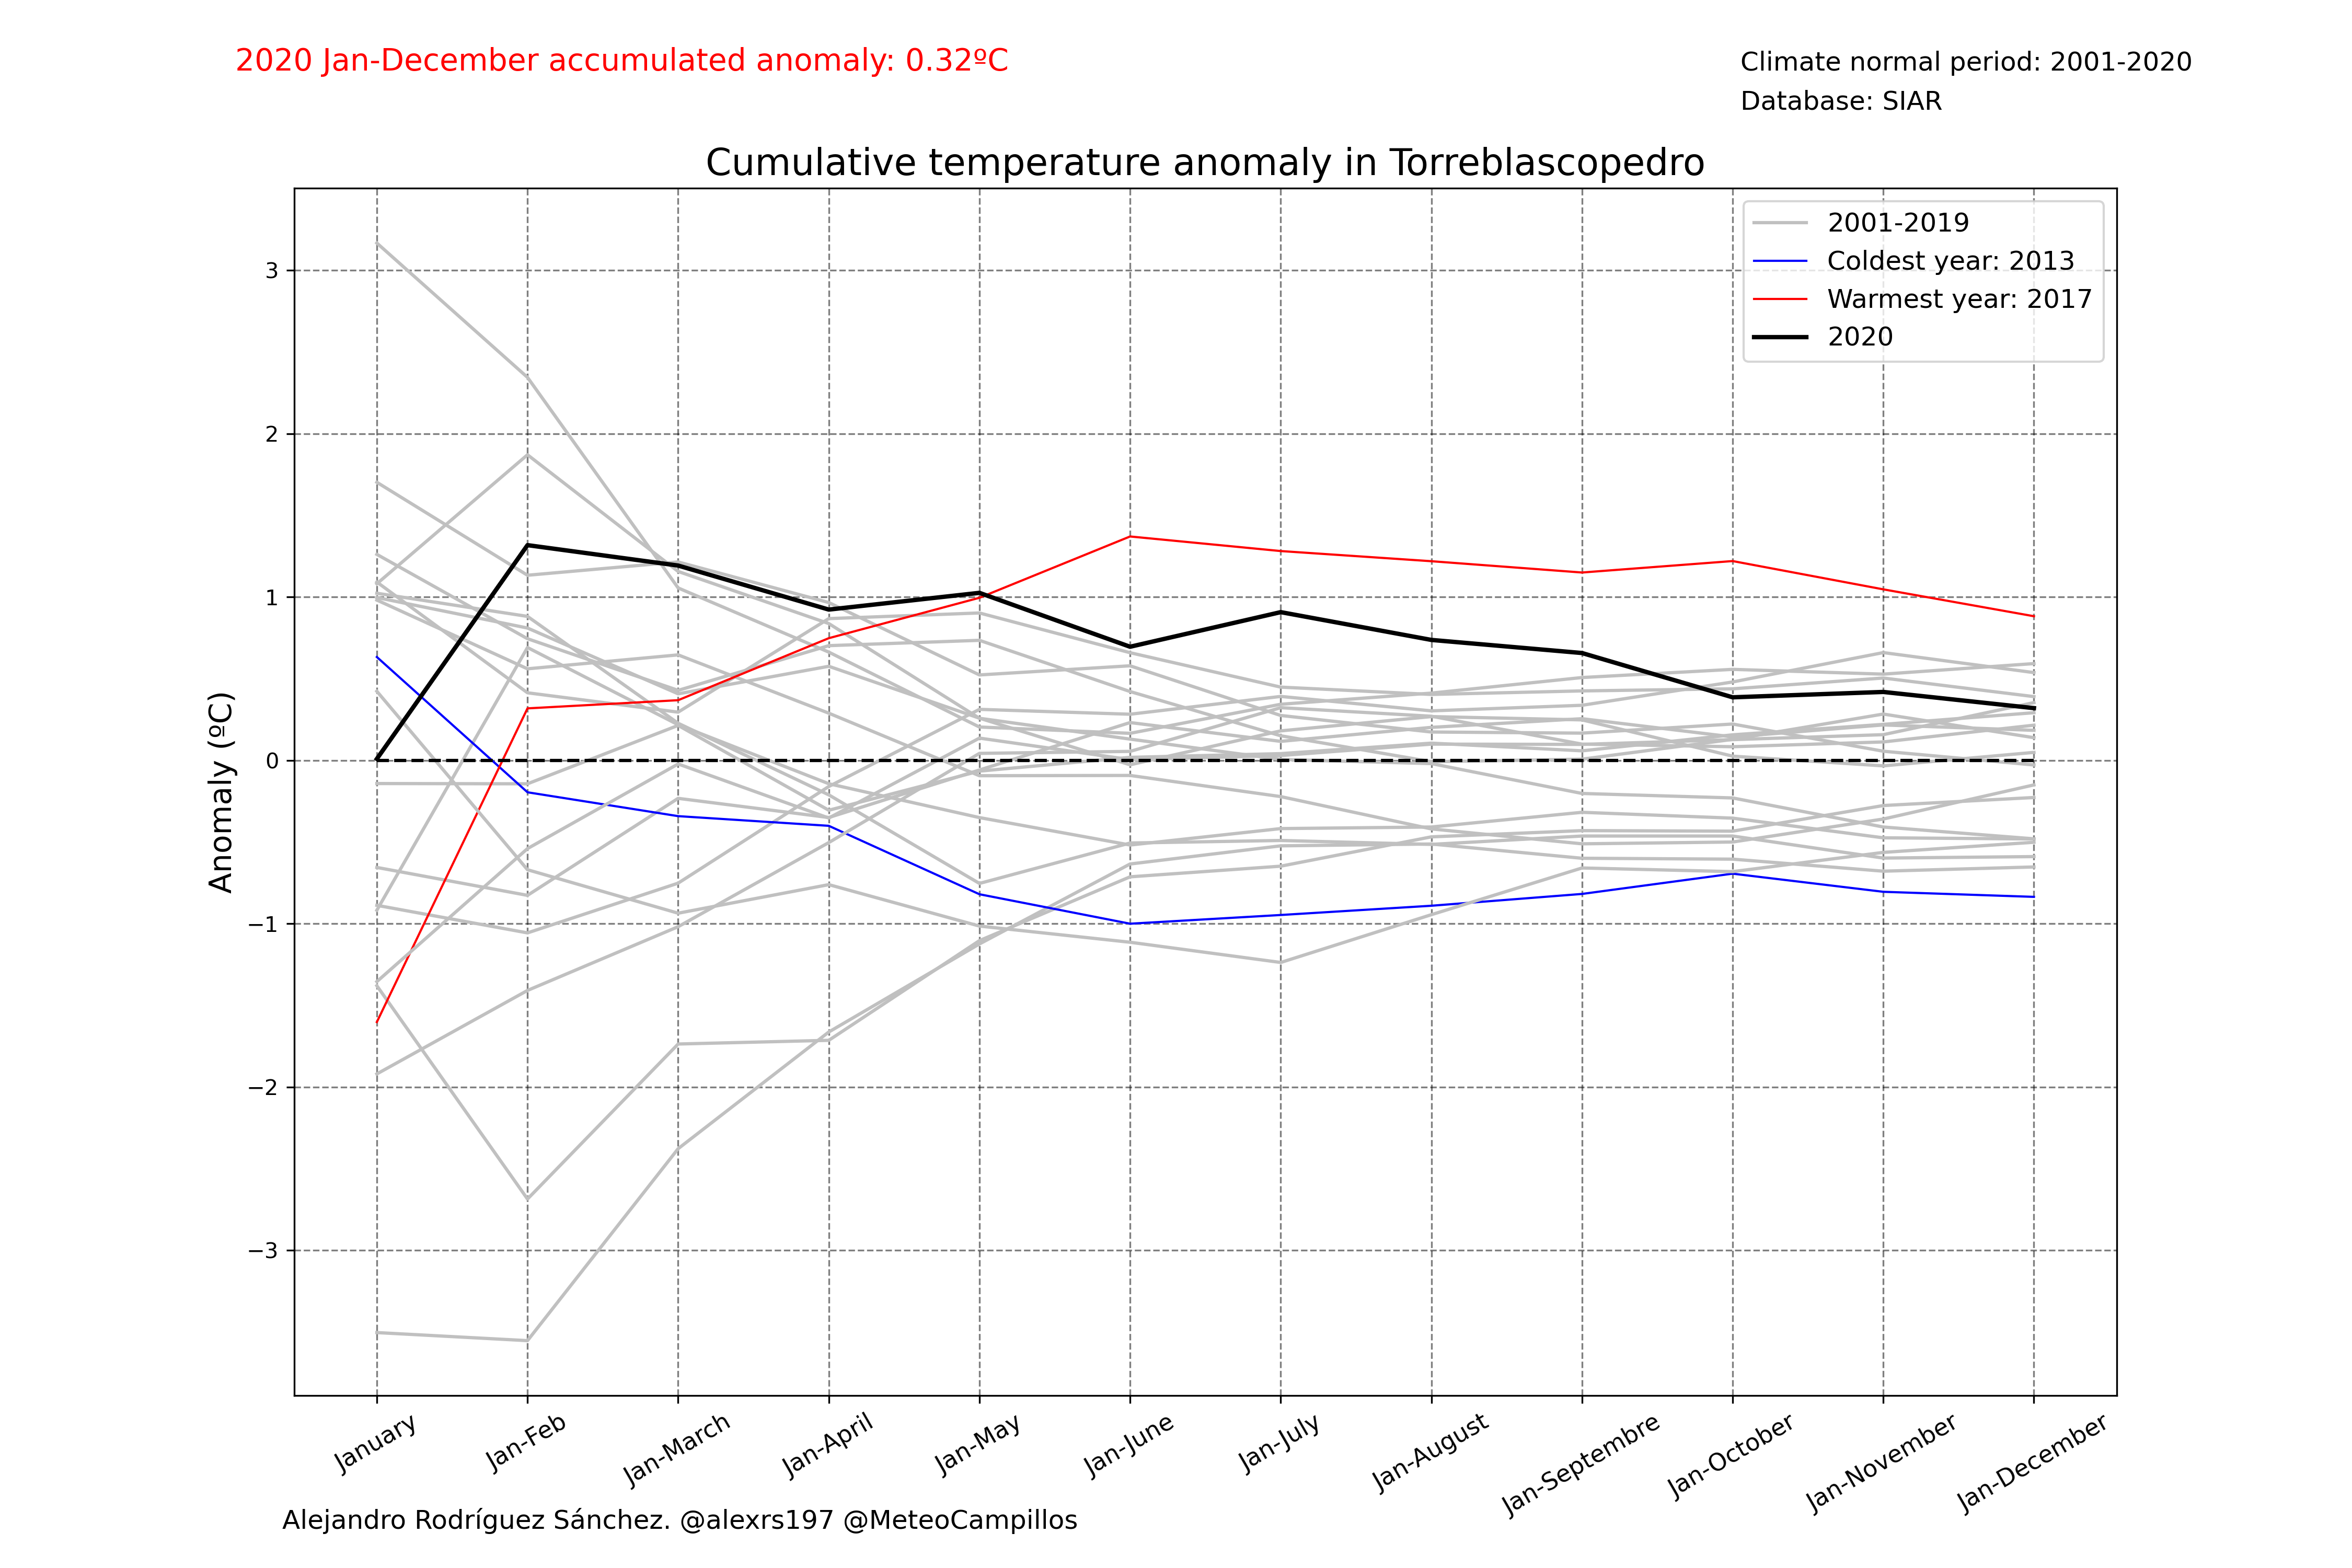 2020 Jan-December accumulated anomaly: 0.32ºC
Climate normal period: 2001-2020
Database: SIAR
Cumulative temperature anomaly in Torreblascopedro
2001-2019
Coldest year: 2013
Warmest year: 2017
2020
Anomaly (ºC)
3
2
1
0
−1
−2
−3
January
Jan-Feb
Jan-March
Jan-April
Jan-May
Jan-June
Jan-July
Jan-August
Jan-Septembre
Jan-October
Jan-November
Jan-December
Alejandro Rodríguez Sánchez. @alexrs197 @MeteoCampillos